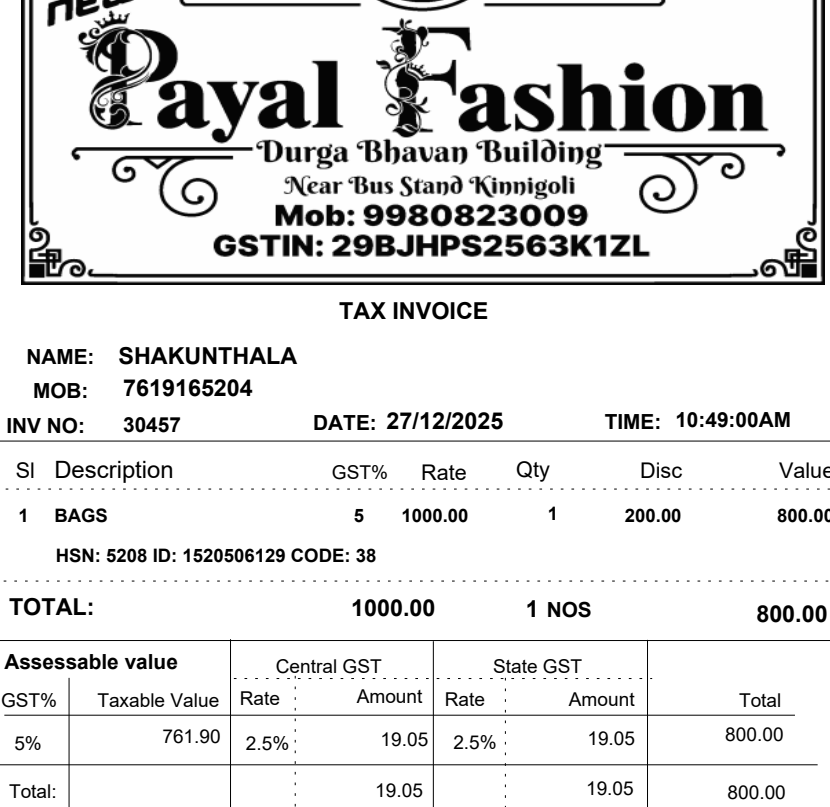 new
Payal Fashion
Durga Bhavan Building
Near Bus Stand Kinnigoli
Mob: 9980823009
GSTIN: 29BJHPS2563K1ZL
TAX INVOICE
NAME: SHAKUNTHALA
MOB: 7619165204
INV NO: 30457 DATE: 27/12/2025 TIME: 10:49:00AM
Sl Description GST% Rate Qty Disc Value
1 BAGS 5 1000.00 1 200.00 800.00
HSN: 5208 ID: 1520506129 CODE: 38
TOTAL: 1000.00 1 NOS 800.00
Assessable value Central GST State GST
GST% Taxable Value Rate Amount Rate Amount Total
5% 761.90 2.5% 19.05 2.5% 19.05 800.00
Total: 19.05 19.05 800.00